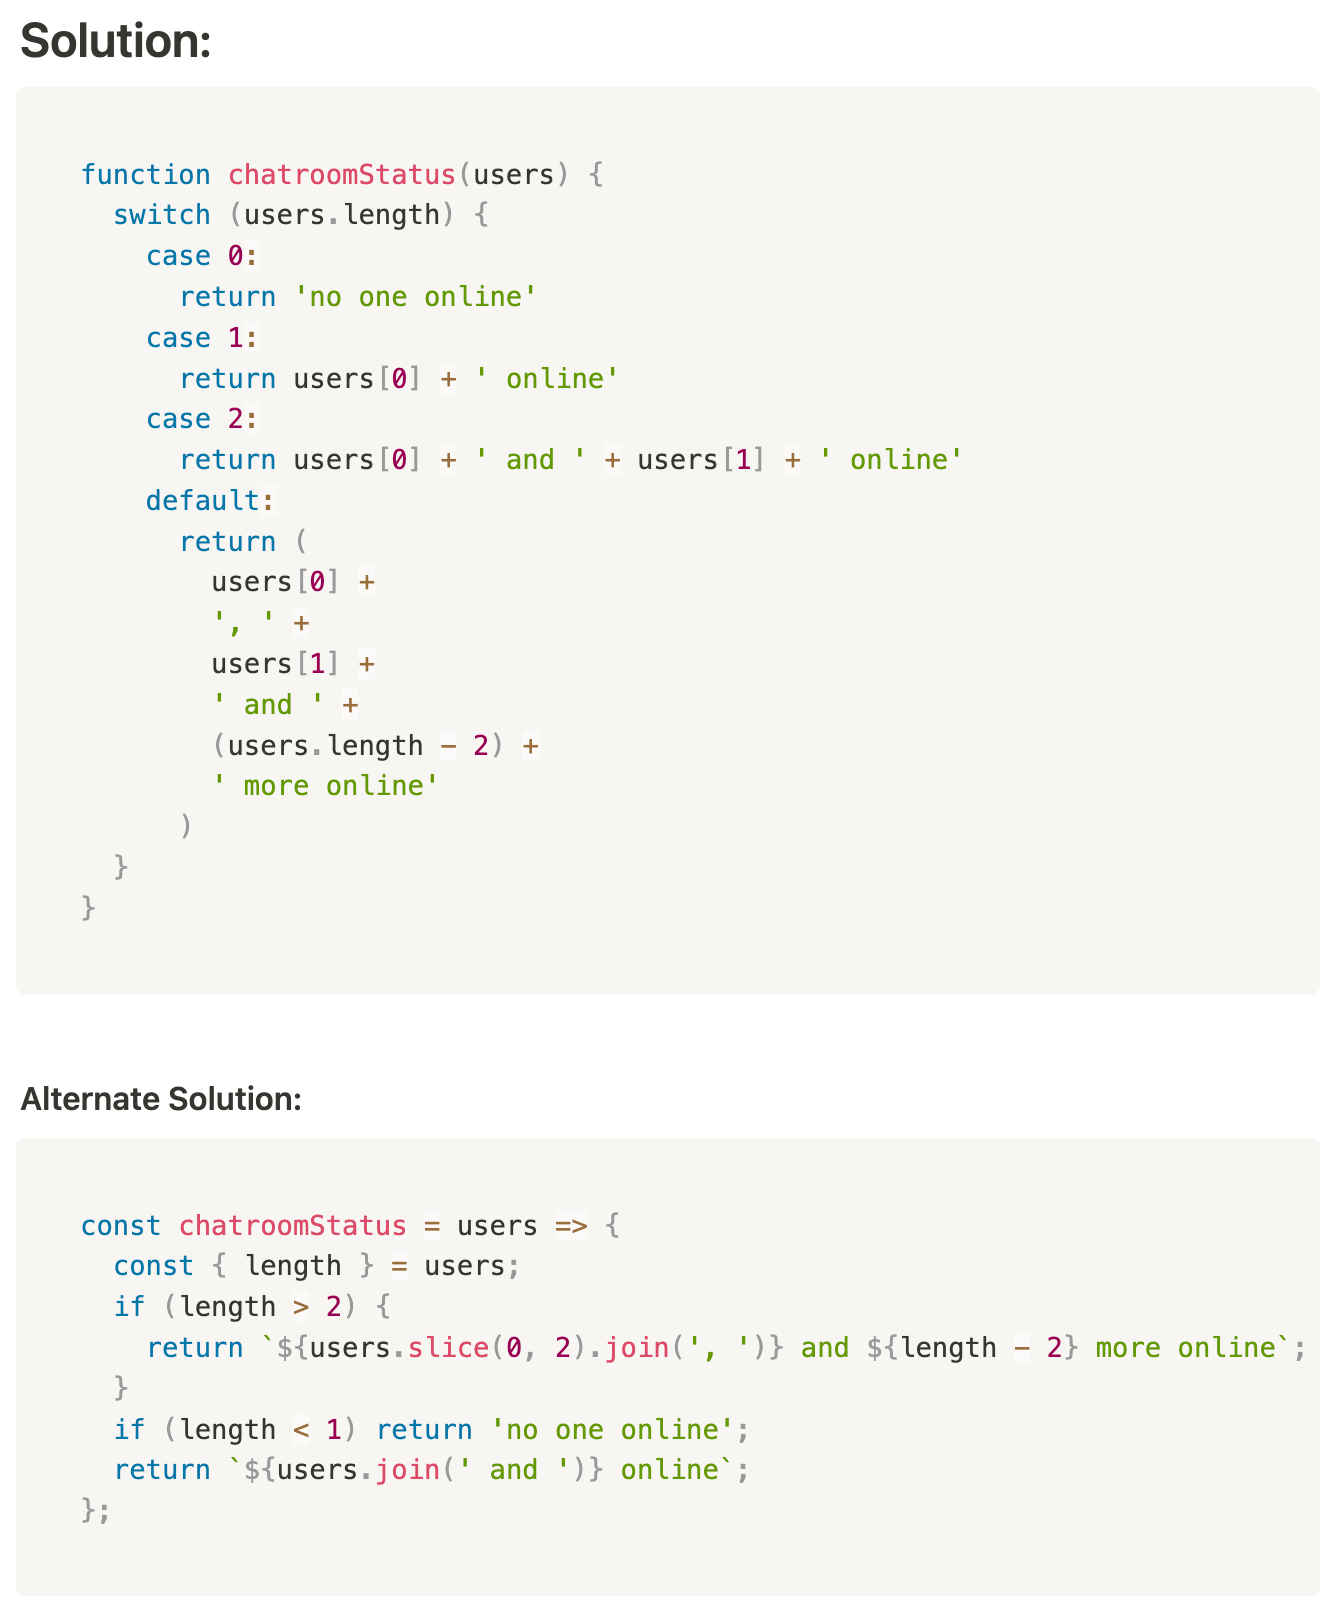 Solution:
function chatroomStatus(users) {
  switch (users.length) {
    case 0:
      return 'no one online'
    case 1:
      return users[0] + ' online'
    case 2:
      return users[0] + ' and ' + users[1] + ' online'
    default:
      return (
        users[0] +
        ', ' +
        users[1] +
        ' and ' +
        (users.length - 2) +
        ' more online'
      )
  }
}
Alternate Solution:
const chatroomStatus = users => {
  const { length } = users;
  if (length > 2) {
    return `${users.slice(0, 2).join(', ')} and ${length - 2} more online`;
  }
  if (length < 1) return 'no one online';
  return `${users.join(' and ')} online`;
};